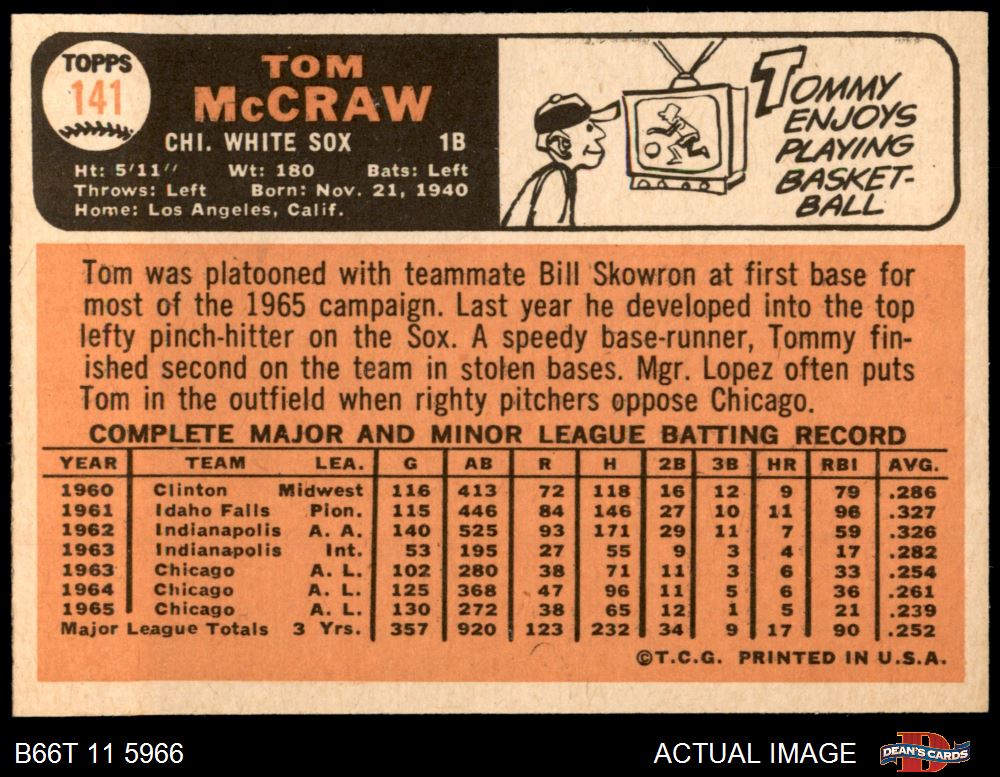 TOPPS
141
TOM
McCRAW
CHI. WHITE SOX 1B
Ht: 5'11" Wt: 180 Bats: Left
Throws: Left Born: Nov. 21, 1940
Home: Los Angeles, Calif.
TOMMY
ENJOYS
PLAYING
BASKET-
BALL
Tom was platooned with teammate Bill Skowron at first base for
most of the 1965 campaign. Last year he developed into the top
lefty pinch-hitter on the Sox. A speedy base-runner, Tommy fin-
ished second on the team in stolen bases. Mgr. Lopez often puts
Tom in the outfield when righty pitchers oppose Chicago.
COMPLETE MAJOR AND MINOR LEAGUE BATTING RECORD
YEAR TEAM LEA. G AB R H 2B 3B HR RBI AVG.
1960 Clinton Midwest 116 413 72 118 16 12 9 79 .286
1961 Idaho Falls Pion. 115 446 84 146 27 10 11 96 .327
1962 Indianapolis A. A. 140 525 93 171 29 11 7 59 .326
1963 Indianapolis Int. 53 195 27 55 9 3 4 17 .282
1963 Chicago A. L. 102 280 38 71 11 3 6 33 .254
1964 Chicago A. L. 125 368 47 96 11 5 6 36 .261
1965 Chicago A. L. 130 272 38 65 12 1 5 21 .239
Major League Totals 3 Yrs. 357 920 123 232 34 9 17 90 .252
©T.C.G. PRINTED IN U.S.A.
B66T 11 5966 ACTUAL IMAGE
D
DEAN'S CARDS